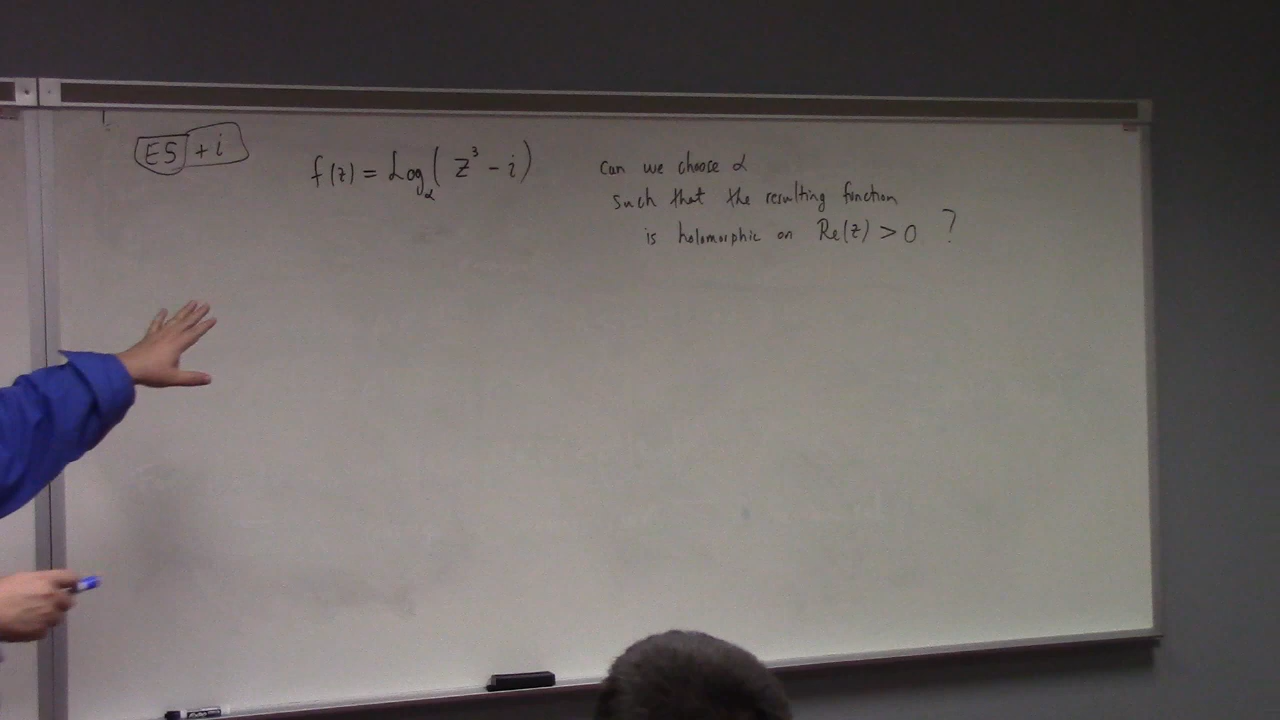 E5 + i
f(z) = Log_α( z³ - i )
Can we choose α
such that the resulting function
is holomorphic on Re(z) > 0 ?